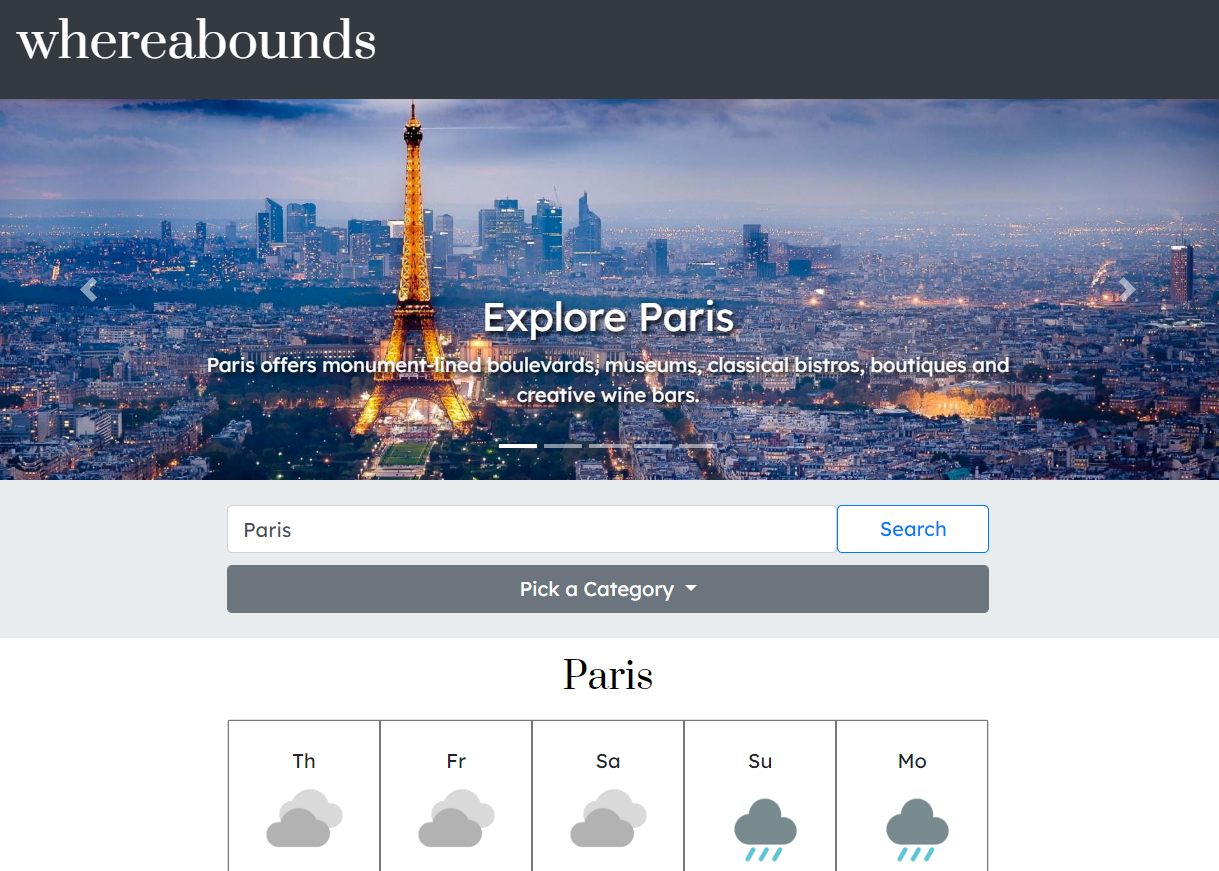 whereabounds
Explore Paris
Paris offers monument-lined boulevards, museums, classical bistros, boutiques and
creative wine bars.
Paris
Search
Pick a Category
Paris
Th
Fr
Sa
Su
Mo